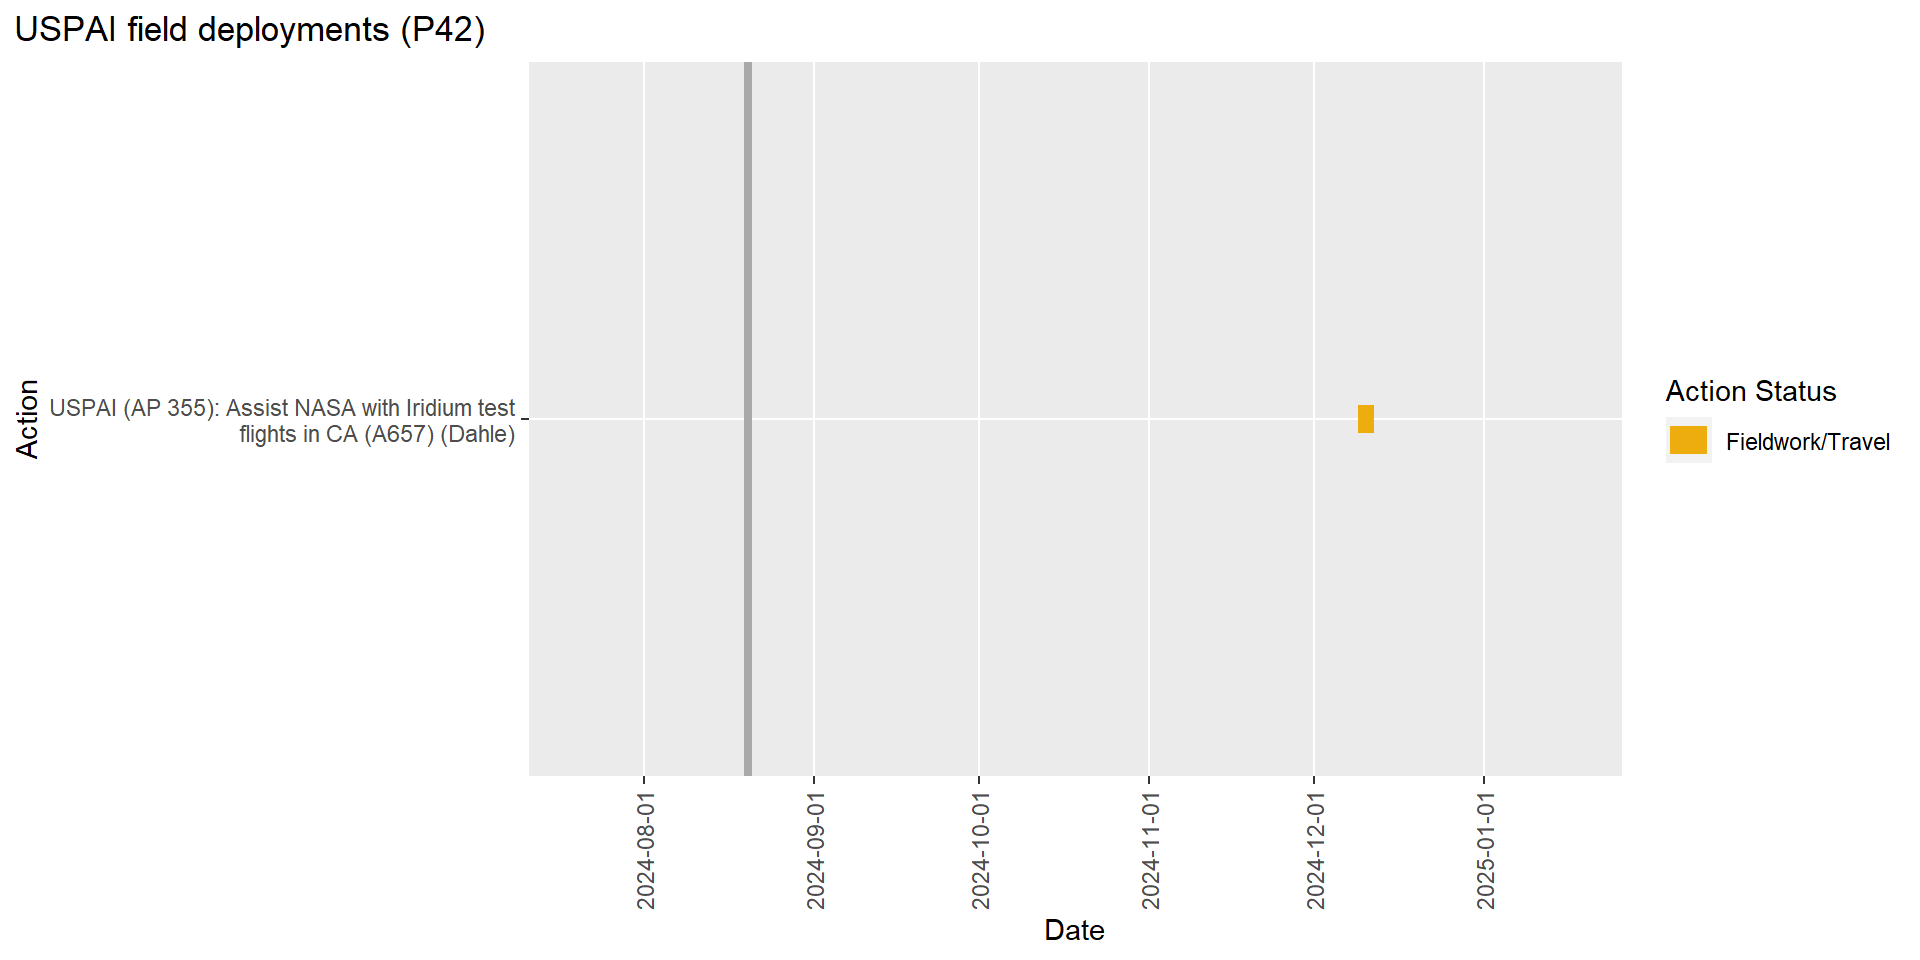 USPAI field deployments (P42)
Action
USPAI (AP 355): Assist NASA with Iridium test
flights in CA (A657) (Dahle)
Action Status
Fieldwork/Travel
2024-08-01
2024-09-01
2024-10-01
2024-11-01
2024-12-01
2025-01-01
Date